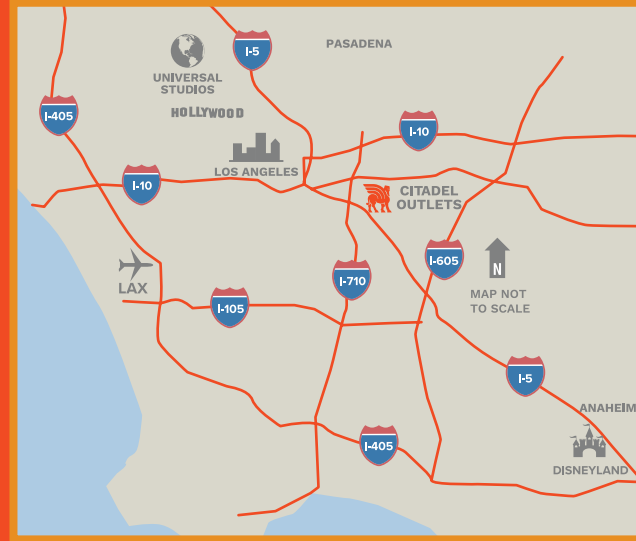 I-5
PASADENA
UNIVERSAL
STUDIOS
I-405
HOLLYWOOD
I-10
LOS ANGELES
I-10
CITADEL
OUTLETS
I-605
N
LAX
I-710
MAP NOT
TO SCALE
I-105
I-5
ANAHEIM
I-405
DISNEYLAND